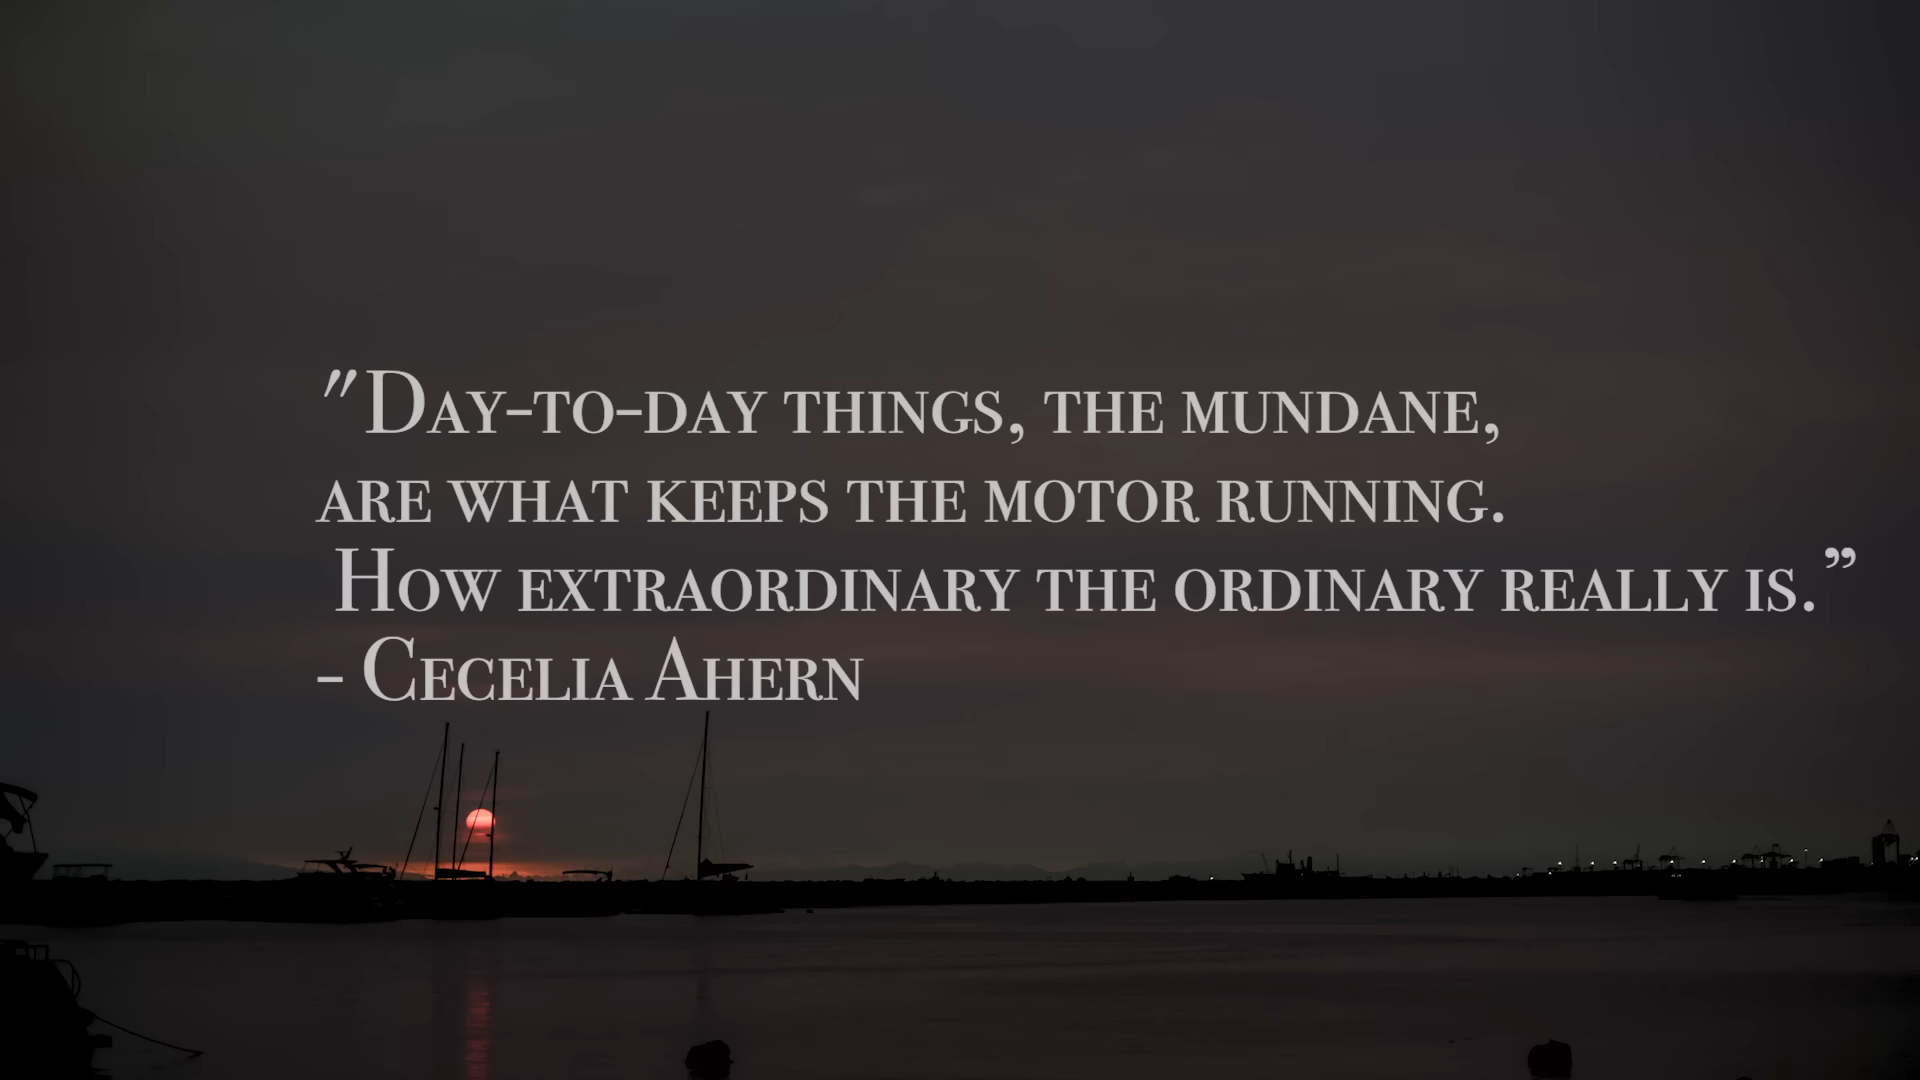 "Day-to-day things, the mundane,
are what keeps the motor running.
How extraordinary the ordinary really is.”
- Cecelia Ahern